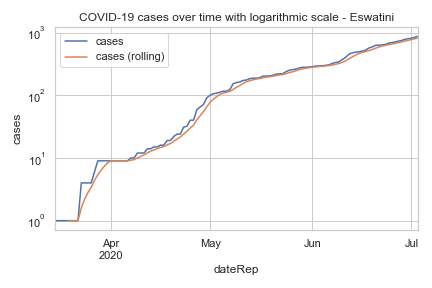 COVID-19 cases over time with logarithmic scale - Eswatini
cases
cases (rolling)
10³
10²
10¹
10⁰
cases
Apr
2020
May
Jun
Jul
dateRep